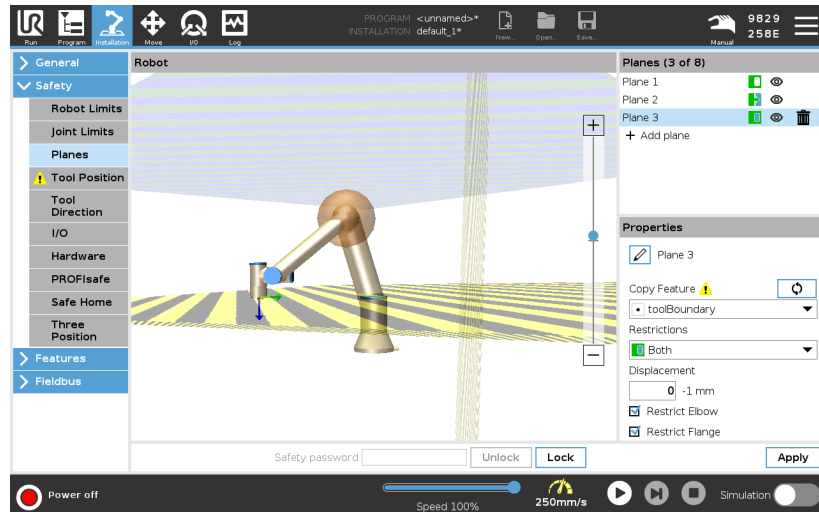 UR
PROGRAM <unnamed>*
INSTALLATION default_1*
Run
Program
Installation
Move
I/O
Log
New...
Open...
Save...
Manual
9829
258E
General
Safety
Robot Limits
Joint Limits
Planes
Tool Position
Tool
Direction
I/O
Hardware
PROFIsafe
Safe Home
Three
Position
Features
Fieldbus
Robot
+
−
Planes (3 of 8)
Plane 1
Plane 2
Plane 3
+ Add plane
Properties
Plane 3
Copy Feature
toolBoundary
Restrictions
Both
Displacement
0 -1 mm
Restrict Elbow
Restrict Flange
Safety password
Unlock
Lock
Apply
Power off
Speed 100%
250mm/s
Simulation